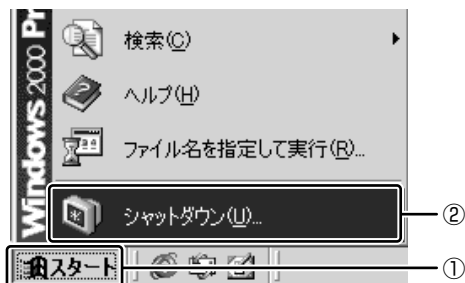 Windows 2000 Pr
検索(C)
ヘルプ(H)
ファイル名を指定して実行(R)...
シャットダウン(U)...
②
スタート
①